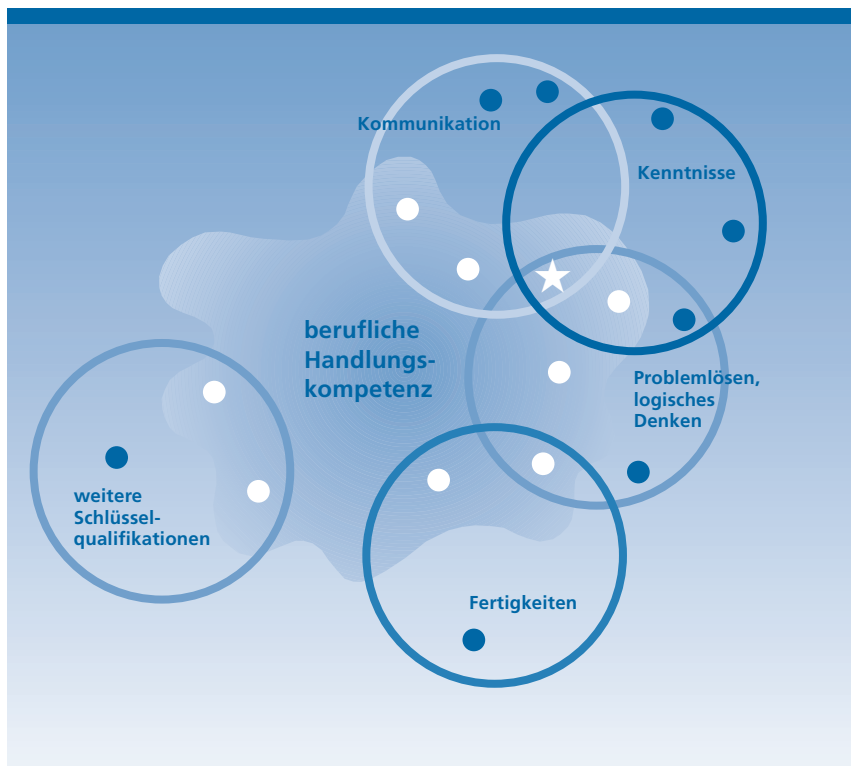 Kommunikation
Kenntnisse
berufliche
Handlungs-
kompetenz
Problemlösen,
logisches
Denken
weitere
Schlüssel-
qualifikationen
Fertigkeiten